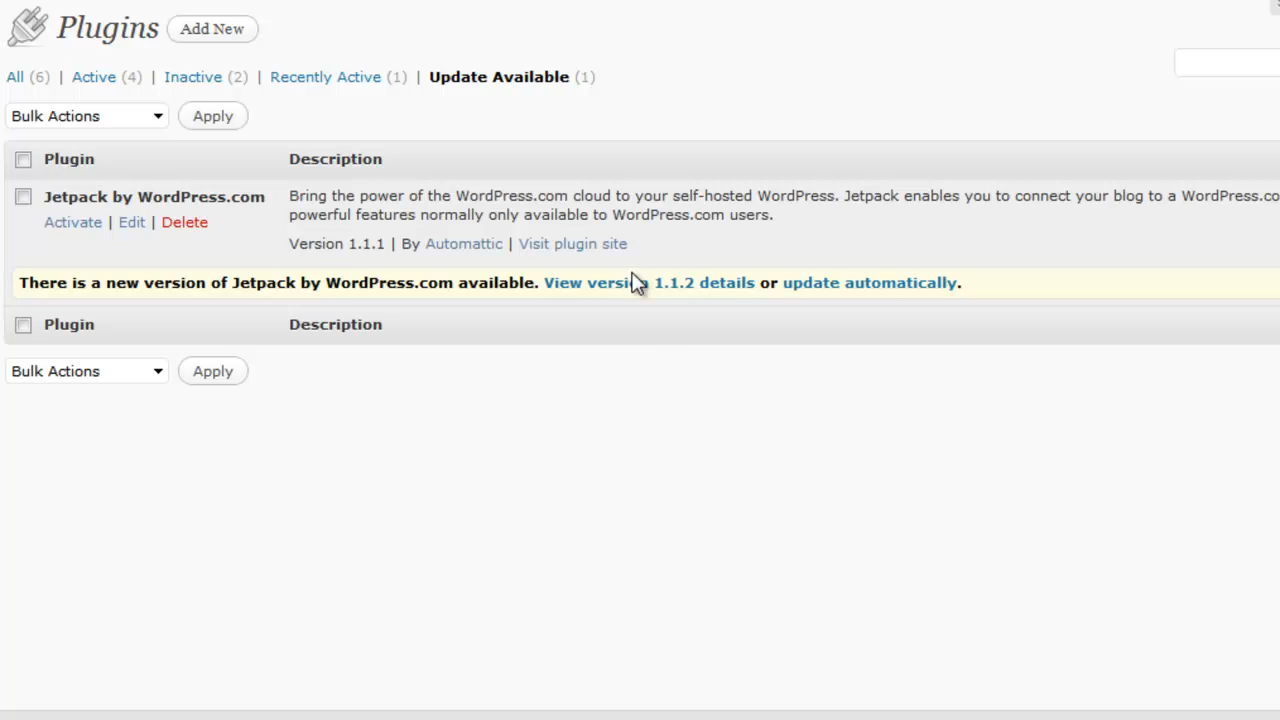 Plugins Add New
All (6) | Active (4) | Inactive (2) | Recently Active (1) | Update Available (1)
Bulk Actions Apply
Plugin Description
Jetpack by WordPress.com Bring the power of the WordPress.com cloud to your self-hosted WordPress. Jetpack enables you to connect your blog to a WordPress.co
Activate | Edit | Delete powerful features normally only available to WordPress.com users.
Version 1.1.1 | By Automattic | Visit plugin site
There is a new version of Jetpack by WordPress.com available. View version 1.1.2 details or update automatically.
Plugin Description
Bulk Actions Apply